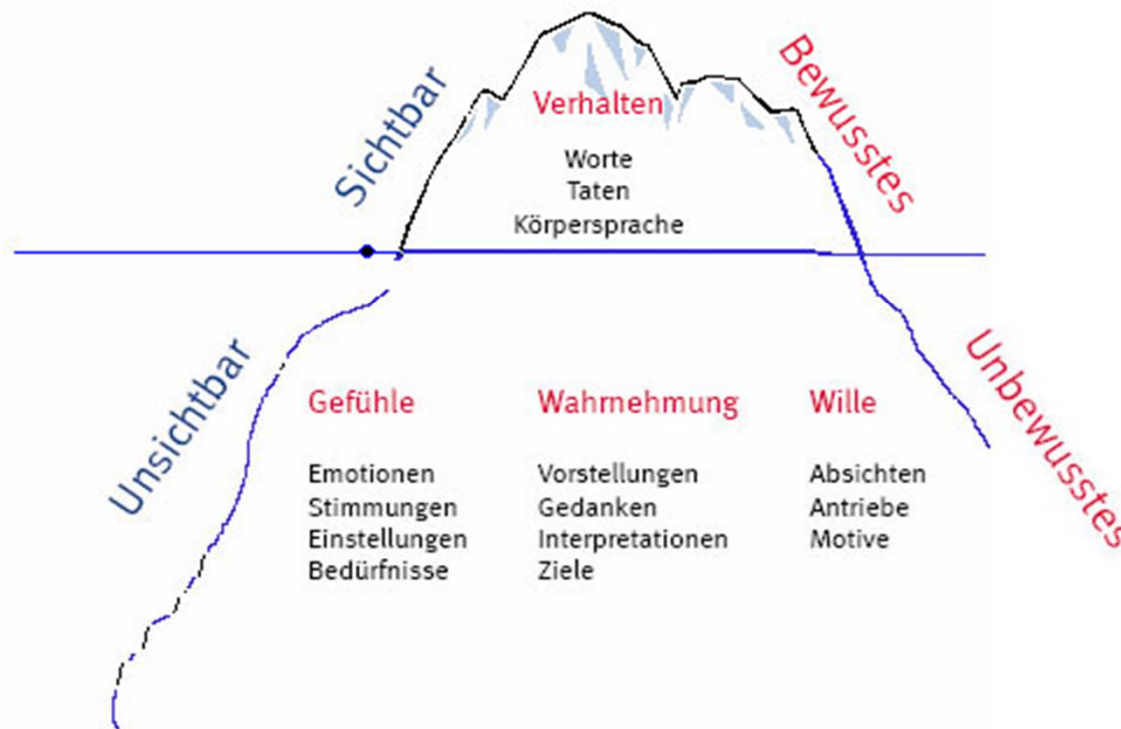 Sichtbar
Bewusstes
Verhalten
Worte
Taten
Körpersprache
Unsichtbar
Unbewusstes
Gefühle
Emotionen
Stimmungen
Einstellungen
Bedürfnisse
Wahrnehmung
Vorstellungen
Gedanken
Interpretationen
Ziele
Wille
Absichten
Antriebe
Motive